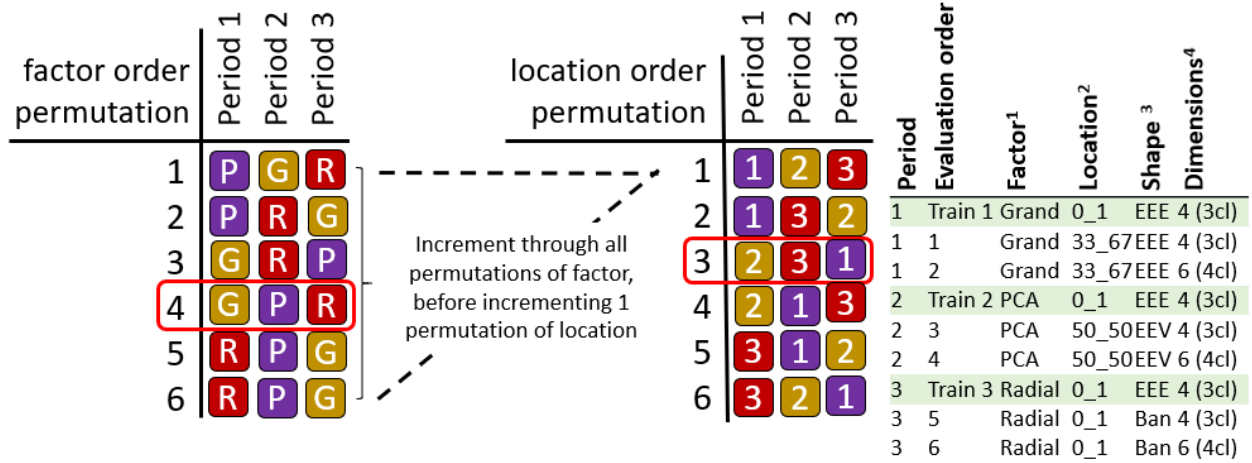 factor order
permutation
Period 1
Period 2
Period 3
1 P G R
2 P R G
3 G R P
4 G P R
5 R P G
6 R P G
Increment through all
permutations of factor,
before incrementing 1
permutation of location
location order
permutation
Period 1
Period 2
Period 3
1 1 2 3
2 1 3 2
3 2 3 1
4 2 1 3
5 3 1 2
6 3 2 1
Period
Evaluation order
Factor¹
Location²
Shape ³
Dimensions⁴
1 Train 1 Grand 0_1 EEE 4 (3cl)
1 1 Grand 33_67 EEE 4 (3cl)
1 2 Grand 33_67 EEE 6 (4cl)
2 Train 2 PCA 0_1 EEE 4 (3cl)
2 3 PCA 50_50 EEV 4 (3cl)
2 4 PCA 50_50 EEV 6 (4cl)
3 Train 3 Radial 0_1 EEE 4 (3cl)
3 5 Radial 0_1 Ban 4 (3cl)
3 6 Radial 0_1 Ban 6 (4cl)